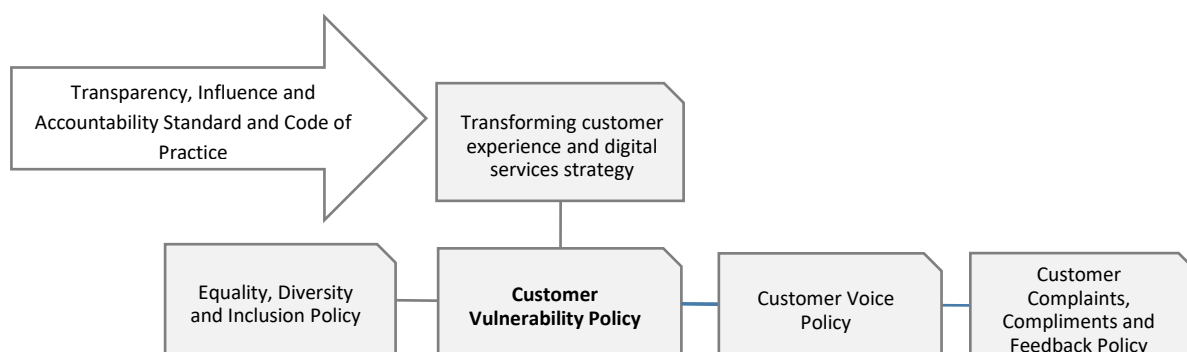 Transparency, Influence and
Accountability Standard and Code of
Practice
Transforming customer
experience and digital
services strategy
Equality, Diversity
and Inclusion Policy
Customer
Vulnerability Policy
Customer Voice
Policy
Customer
Complaints,
Compliments and
Feedback Policy